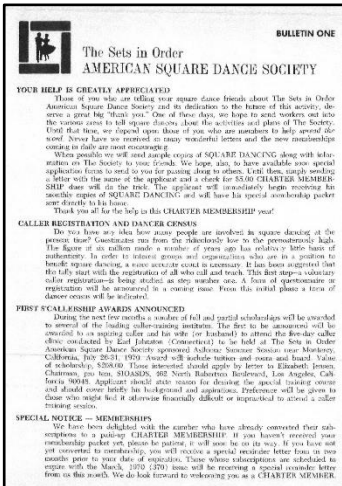 BULLETIN ONE
The Sets in Order
AMERICAN SQUARE DANCE SOCIETY
YOUR HELP IS GREATLY APPRECIATED
Those of you who are telling your square dance friends about The Sets in Order
American Square Dance Society and its dedication to the future of this activity, de-
serve a great big "thank you." One of these days, we hope to send workers out into
the various areas to tell square dancers about the activities and plans of The Society.
Until that time, we depend upon those of you who are members to help spread the
word. Never have we received so many wonderful letters and the new memberships
coming in daily are most encouraging.
When possible we will send sample copies of SQUARE DANCING along with infor-
mation on The Society to your friends. We hope, also, to have available soon special
application forms to send to you for passing along to others. Until then, simply sending
a letter with the name of the applicant and a check for $5.00 CHARTER MEMBER-
SHIP dues will do the trick. The applicant will immediately begin receiving his
monthly copies of SQUARE DANCING and will have his special membership packet
sent directly to his home.
Thank you all for the help in this CHARTER MEMBERSHIP year!
CALLER REGISTRATION AND DANCER CENSUS
Do you have any idea how many people are involved in square dancing at the
present time? Guesstimates run from the ridiculously low to the preposterously high.
The figure of six million made a number of years ago has relatively little basis of
authenticity. In order to interest groups and organizations who are in a position to
benefit square dancing, a more accurate count is necessary. It has been suggested that
the tally start with the registration of all who call and teach. This first step—a voluntary
caller registration—is being studied as step number one. A form of questionnaire or
registration will be announced in a coming issue. From this initial phase a form of
dancer census will be indicated.
FIRST S'CALLERSHIP AWARDS ANNOUNCED
During the next few months a number of full and partial scholarships will be awarded
to several of the leading caller-training institutes. The first to be announced will be
awarded to an aspiring caller and his wife (or husband) to attend the five-day caller
clinic conducted by Earl Johnston (Connecticut) to be held at The Sets in Order
American Square Dance Society sponsored Asilomar Summer Session near Monterey,
California, July 26-31, 1970. Award will include tuition and room and board. Value
of scholarship, $208.00. Those interested should apply by letter to Elizabeth Jensen,
Chairman, pro tem, SIOASDS, 462 North Robertson Boulevard, Los Angeles, Cali-
fornia 90048. Applicant should state reason for desiring the special training course
and should cover briefly his background and aspirations. Preference will be given to
those who might find it otherwise financially difficult or impractical to attend a caller
training session.
SPECIAL NOTICE — MEMBERSHIPS
We have been delighted with the number who have already converted their sub-
scriptions to a paid-up CHARTER MEMBERSHIP. If you haven't received your
membership packet yet, please be patient, it will soon be on its way. If you have not
yet converted to membership, you will receive a special reminder letter from us two
months prior to your date of expiration. Those whose subscriptions are scheduled to
expire with the March, 1970 (370) issue will be receiving a special reminder letter
from us this month. We do look forward to welcoming you as a CHARTER MEMBER.